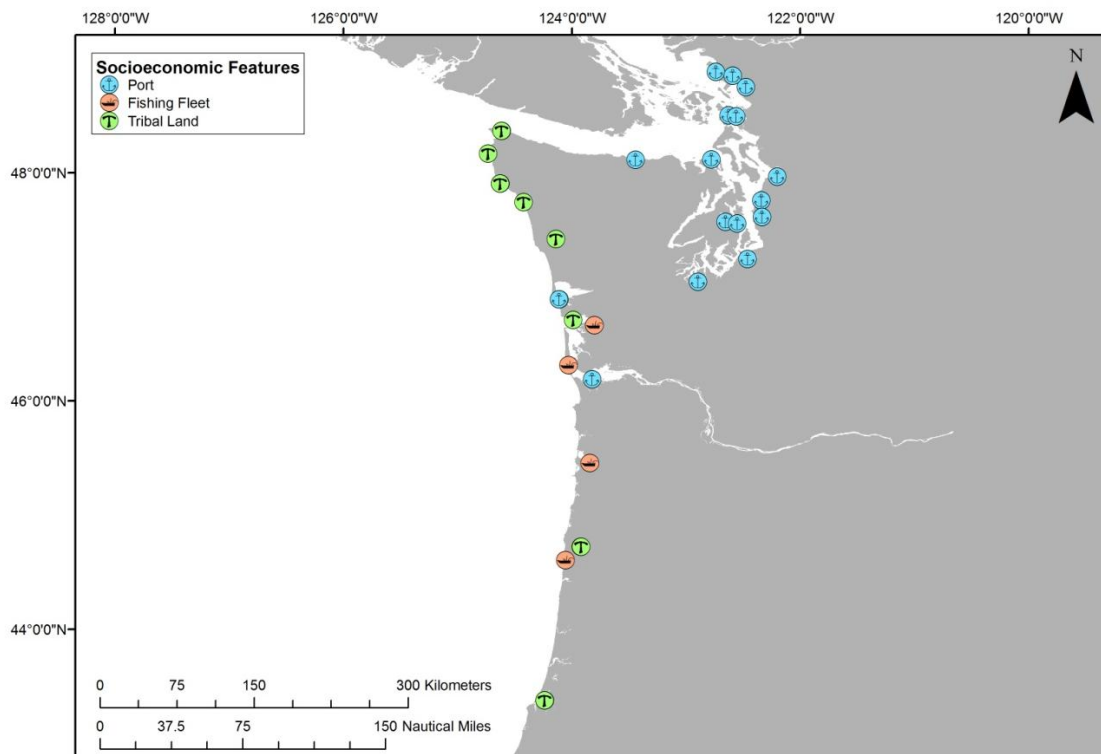 128°0'0"W 126°0'0"W 124°0'0"W 122°0'0"W 120°0'0"W
Socioeconomic Features
Port
Fishing Fleet
Tribal Land
N
48°0'0"N
46°0'0"N
44°0'0"N
0 75 150 300 Kilometers
0 37.5 75 150 Nautical Miles